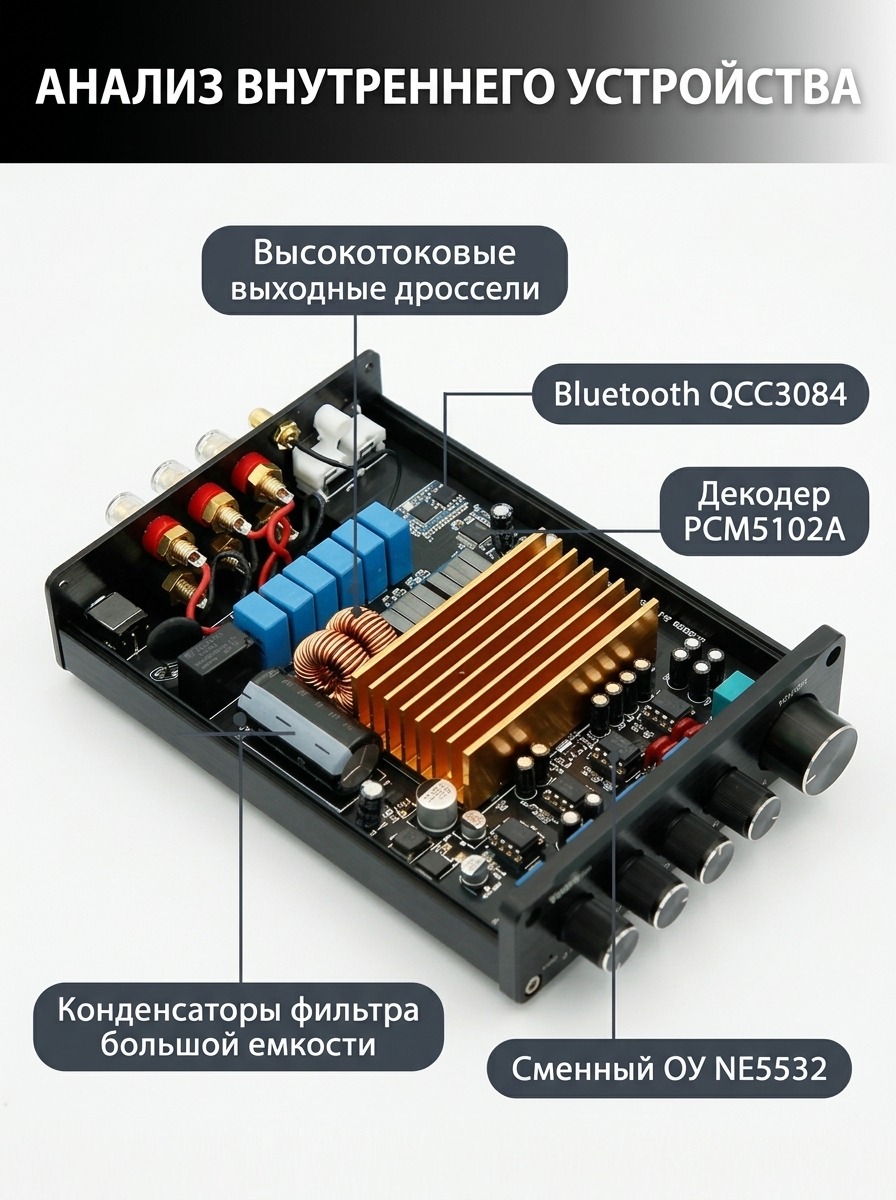 АНАЛИЗ ВНУТРЕННЕГО УСТРОЙСТВА
Высокотоковые
выходные дроссели
Bluetooth QCC3084
Декодер
PCM5102A
Конденсаторы фильтра
большой емкости
Сменный ОУ NE5532